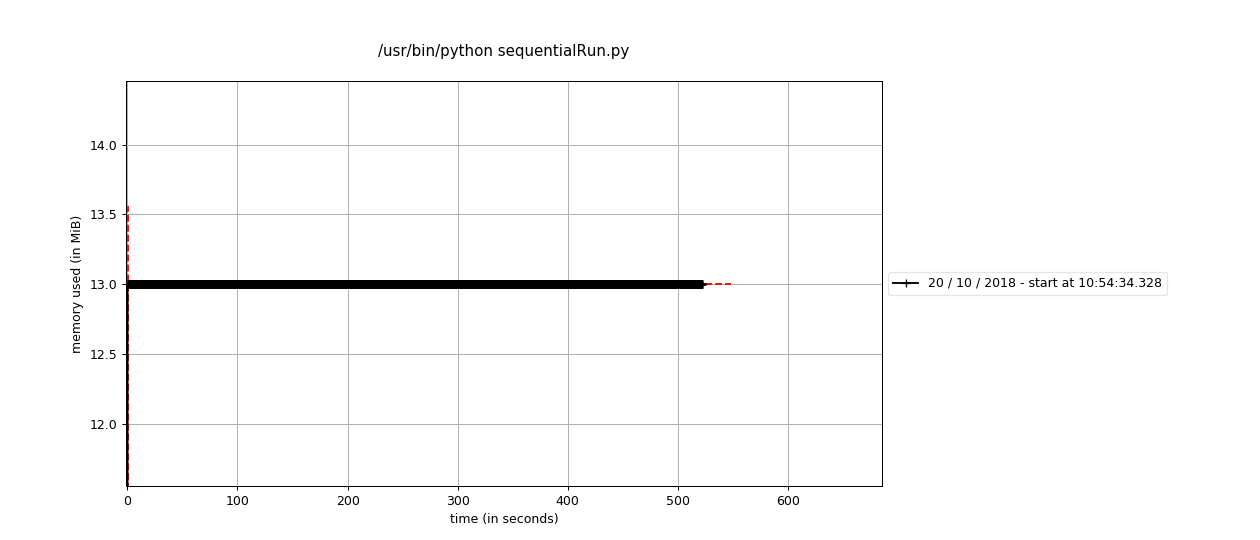 /usr/bin/python sequentialRun.py
14.0
13.5
13.0
12.5
12.0
memory used (in MiB)
0 100 200 300 400 500 600
time (in seconds)
20 / 10 / 2018 - start at 10:54:34.328